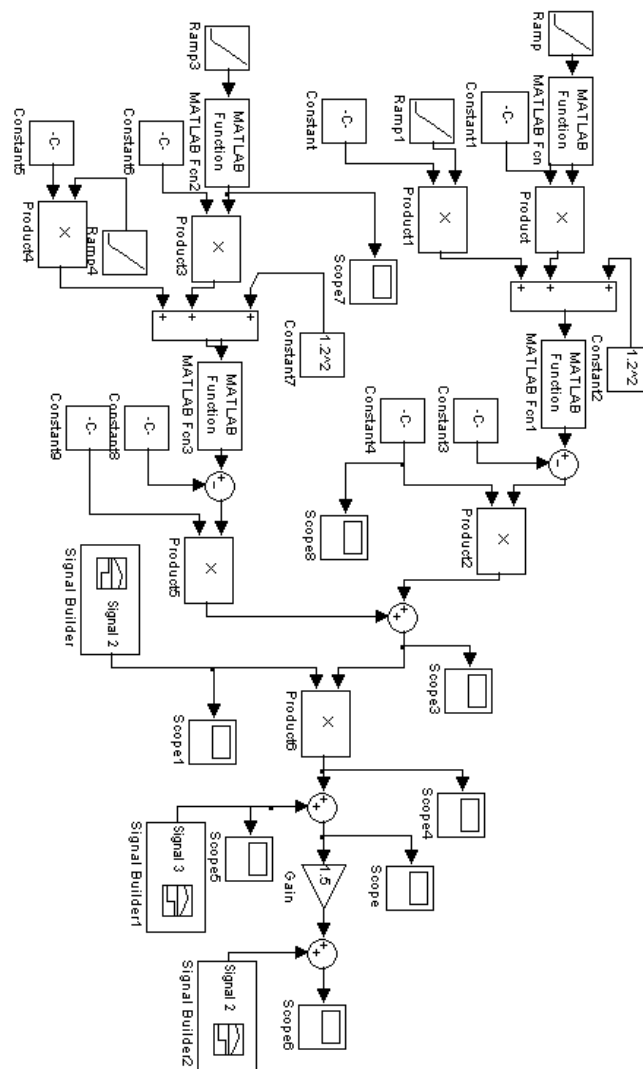 Ramp
MATLAB
Function
MATLAB Fcn
-C-
Constant1
Ramp1
-C-
Constant
×
Product
×
Product1
+
+
+
1.2^2
Constant2
MATLAB
Function
MATLAB Fcn1
-C-
Constant3
-C-
Constant4
−
+
×
Product2
Scope8
Ramp3
MATLAB
Function
MATLAB Fcn2
-C-
Constant6
-C-
Constant5
×
Product3
Ramp4
×
Product4
Scope7
+
+
+
1.2^2
Constant7
MATLAB
Function
MATLAB Fcn3
-C-
Constant8
-C-
Constant9
−
+
×
Product5
+
+
Scope3
Signal 2
Signal Builder
Scope1
×
Product6
Scope4
+
+
Signal 3
Signal Builder1
Scope5
Scope
1.5
Gain
+
+
Signal 2
Signal Builder2
Scope6